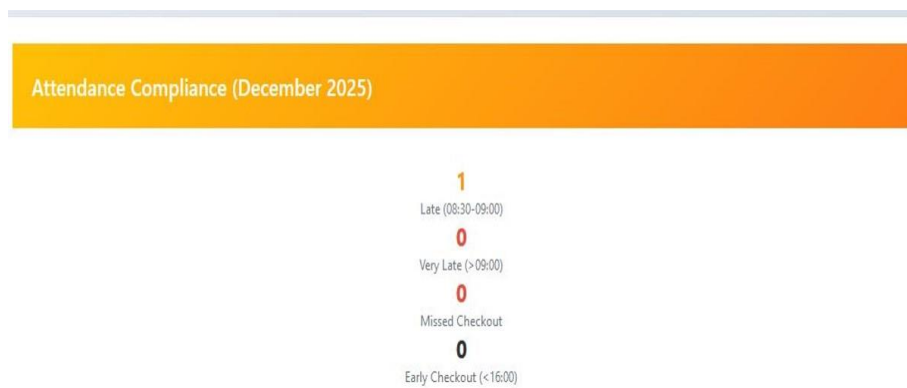 Attendance Compliance (December 2025)
1
Late (08:30-09:00)
0
Very Late (>09:00)
0
Missed Checkout
0
Early Checkout (<16:00)